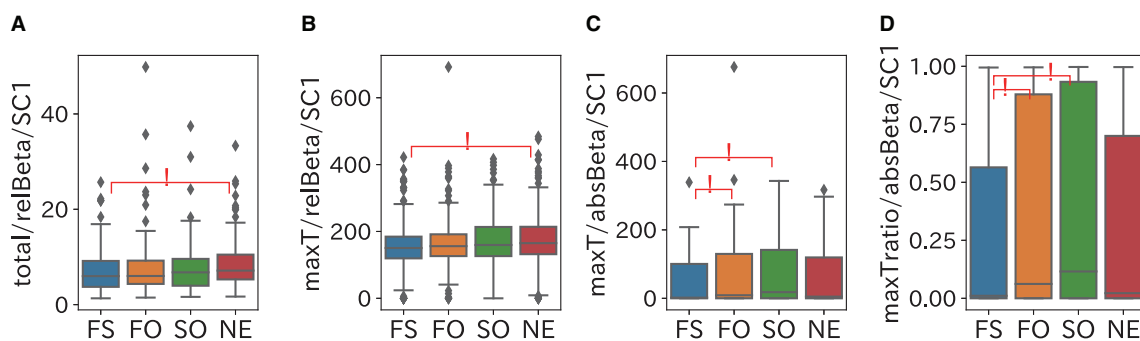 A
total/relBeta/SC1
40
20
0
!
FS FO SO NE
B
maxT/relBeta/SC1
600
400
200
0
!
FS FO SO NE
C
maxT/absBeta/SC1
600
400
200
0
!
!
FS FO SO NE
D
maxTratio/absBeta/SC1
1.00
0.75
0.50
0.25
0.00
!
!
FS FO SO NE